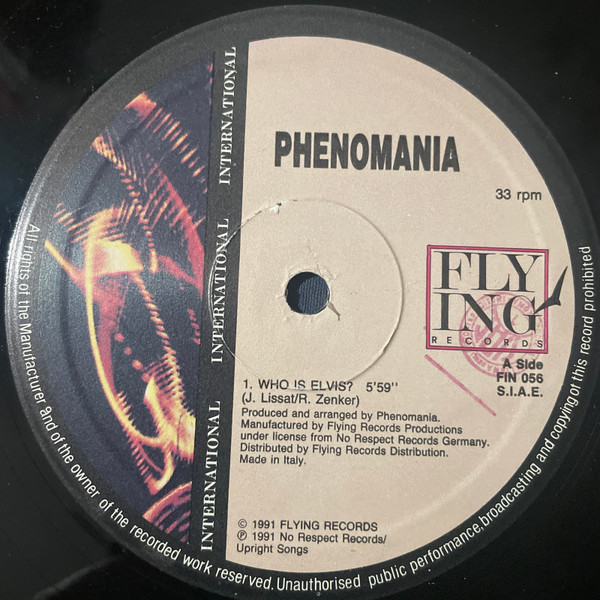 PHENOMANIA
33 rpm
FLY
ING
RECORDS
A Side
FIN 056
S.I.A.E.
1. WHO IS ELVIS? 5'59''
(J. Lissat/R. Zenker)
Produced and arranged by Phenomania.
Manufactured by Flying Records Productions
under license from No Respect Records Germany.
Distributed by Flying Records Distribution.
Made in Italy.
© 1991 FLYING RECORDS
℗ 1991 No Respect Records/
Upright Songs
INTERNATIONAL
INTERNATIONAL
INTERNATIONAL
All rights of the Manufacturer and of the owner of the recorded work reserved. Unauthorised public performance, broadcasting and copying of this record prohibited